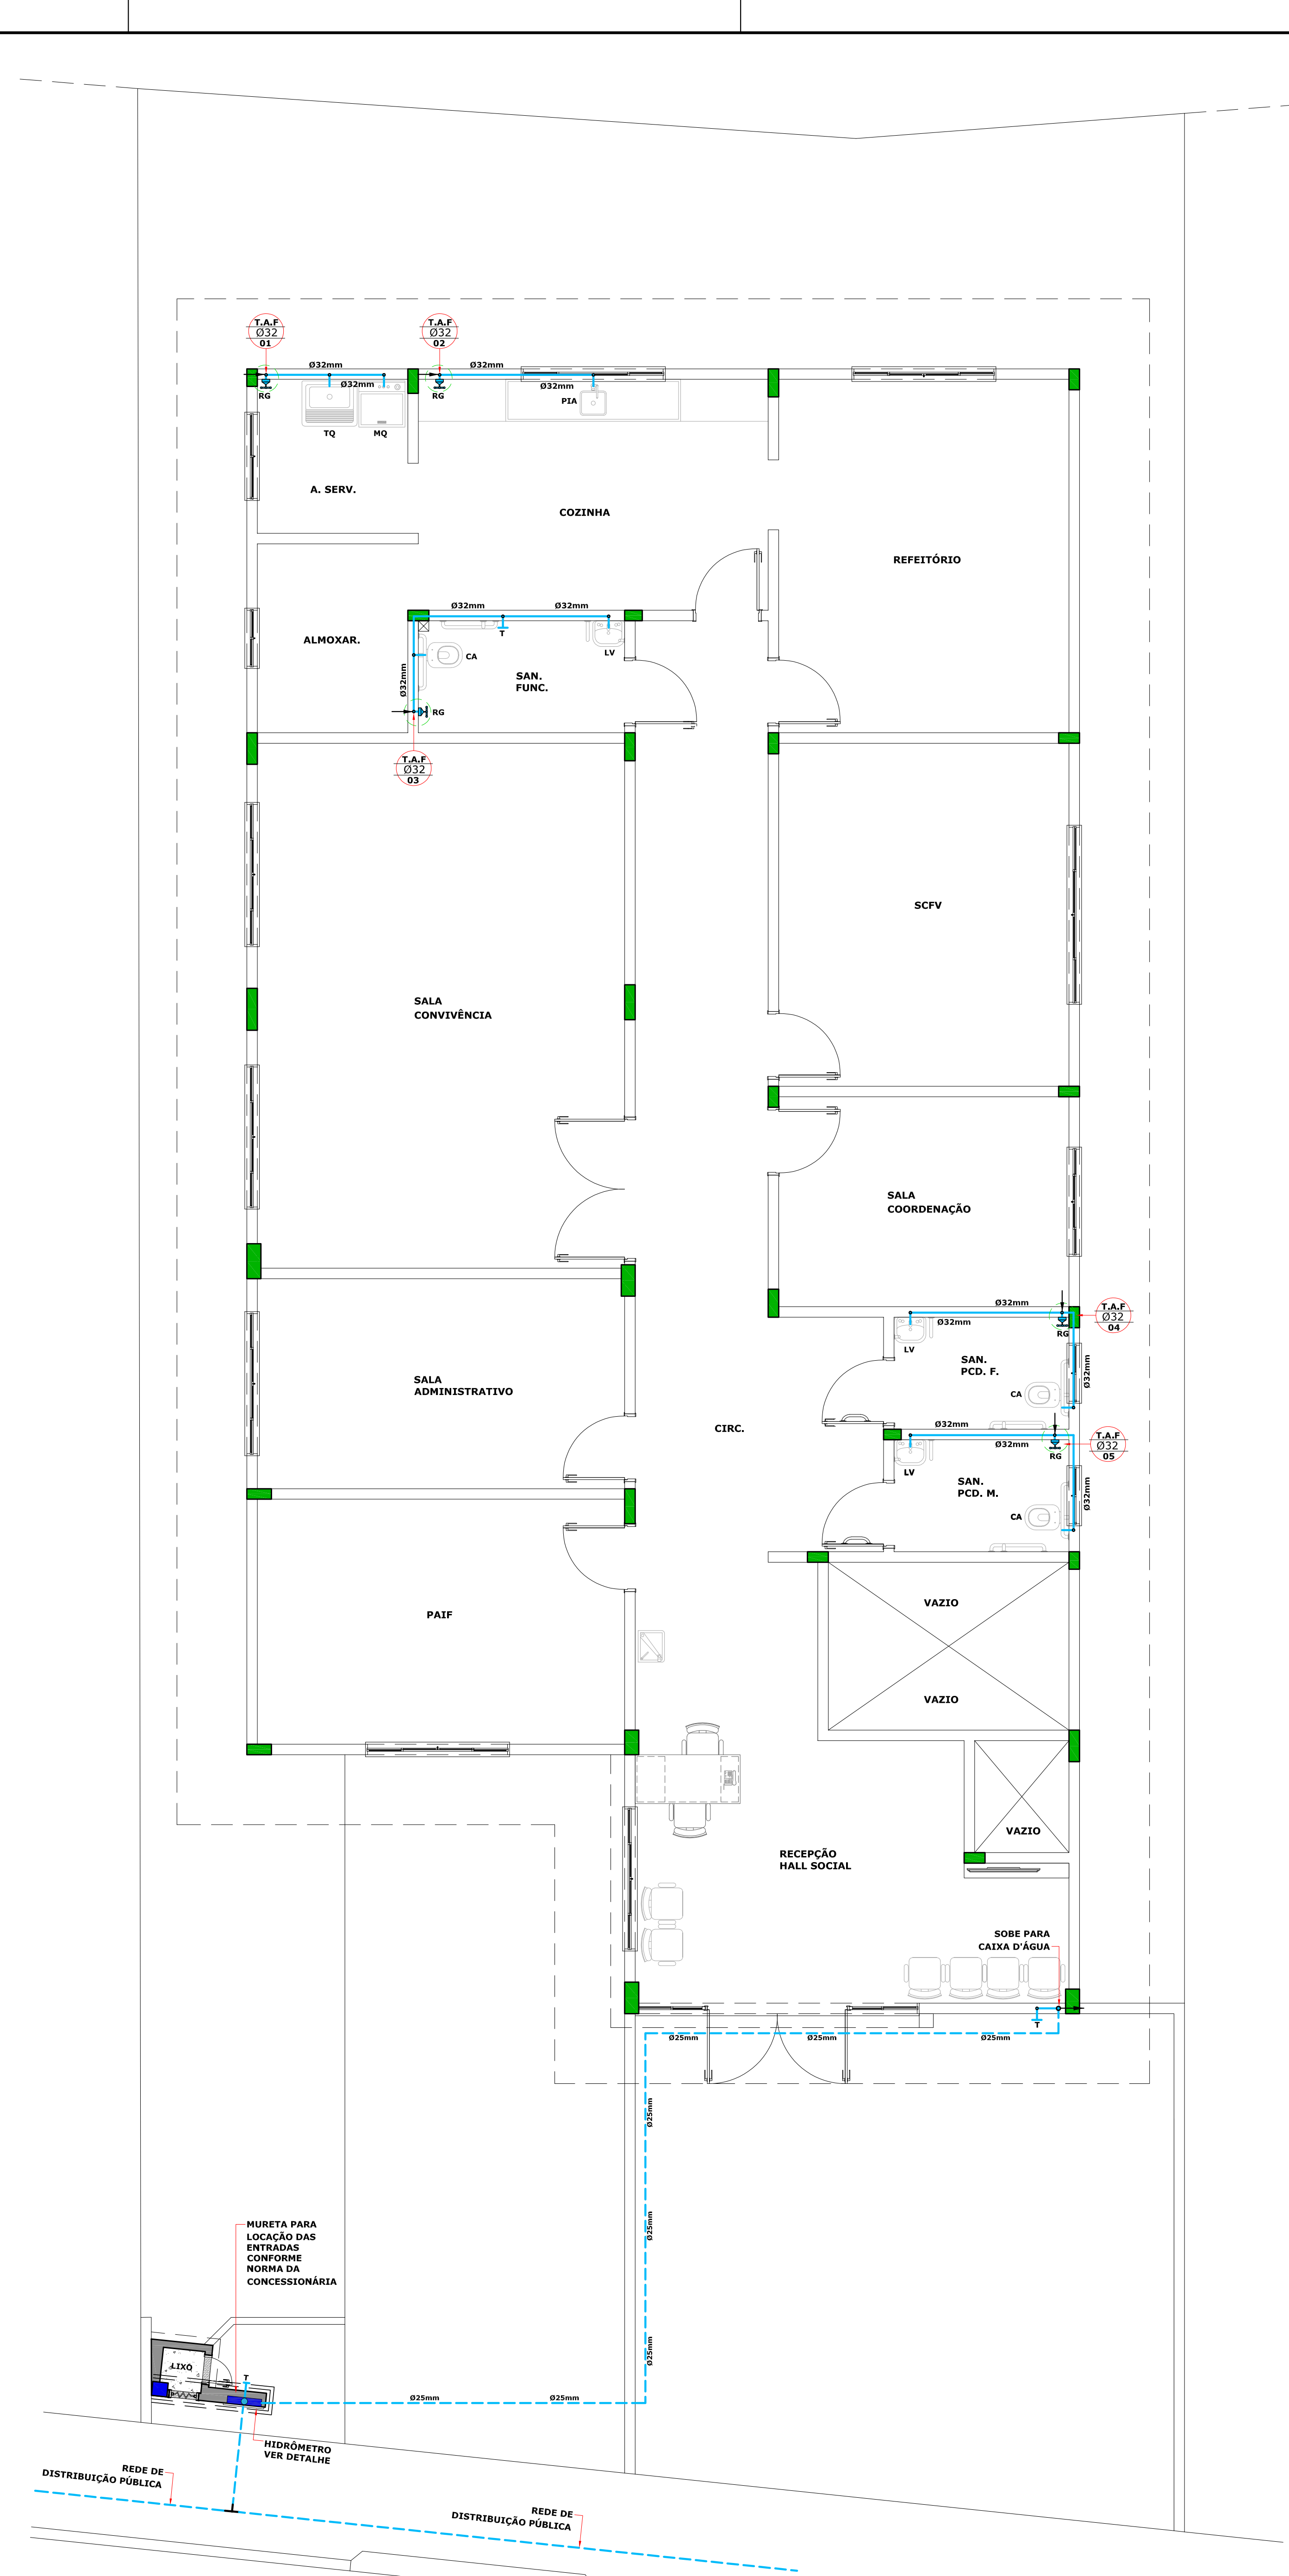 T.A.F
Ø32
01
T.A.F
Ø32
02
Ø32mm
Ø32mm
Ø32mm
Ø32mm
RG
RG
PIA
TQ
MQ
A. SERV.
COZINHA
REFEITÓRIO
Ø32mm
Ø32mm
T
ALMOXAR.
LV
CA
SAN.
FUNC.
Ø32mm
RG
T.A.F
Ø32
03
SCFV
SALA
CONVIVÊNCIA
SALA
COORDENAÇÃO
Ø32mm
T.A.F
Ø32
04
Ø32mm
RG
LV
SAN.
PCD. F.
Ø32mm
CA
SALA
ADMINISTRATIVO
CIRC.
Ø32mm
T.A.F
Ø32
05
Ø32mm
RG
LV
SAN.
PCD. M.
Ø32mm
CA
VAZIO
PAIF
VAZIO
VAZIO
RECEPÇÃO
HALL SOCIAL
SOBE PARA
CAIXA D'ÁGUA
T
Ø25mm
Ø25mm
Ø25mm
Ø25mm
Ø25mm
MURETA PARA
LOCAÇÃO DAS
ENTRADAS
CONFORME
NORMA DA
CONCESSIONÁRIA
Ø25mm
LIXO
T
Ø25mm
Ø25mm
HIDRÔMETRO
VER DETALHE
REDE DE
DISTRIBUIÇÃO PÚBLICA
REDE DE
DISTRIBUIÇÃO PÚBLICA